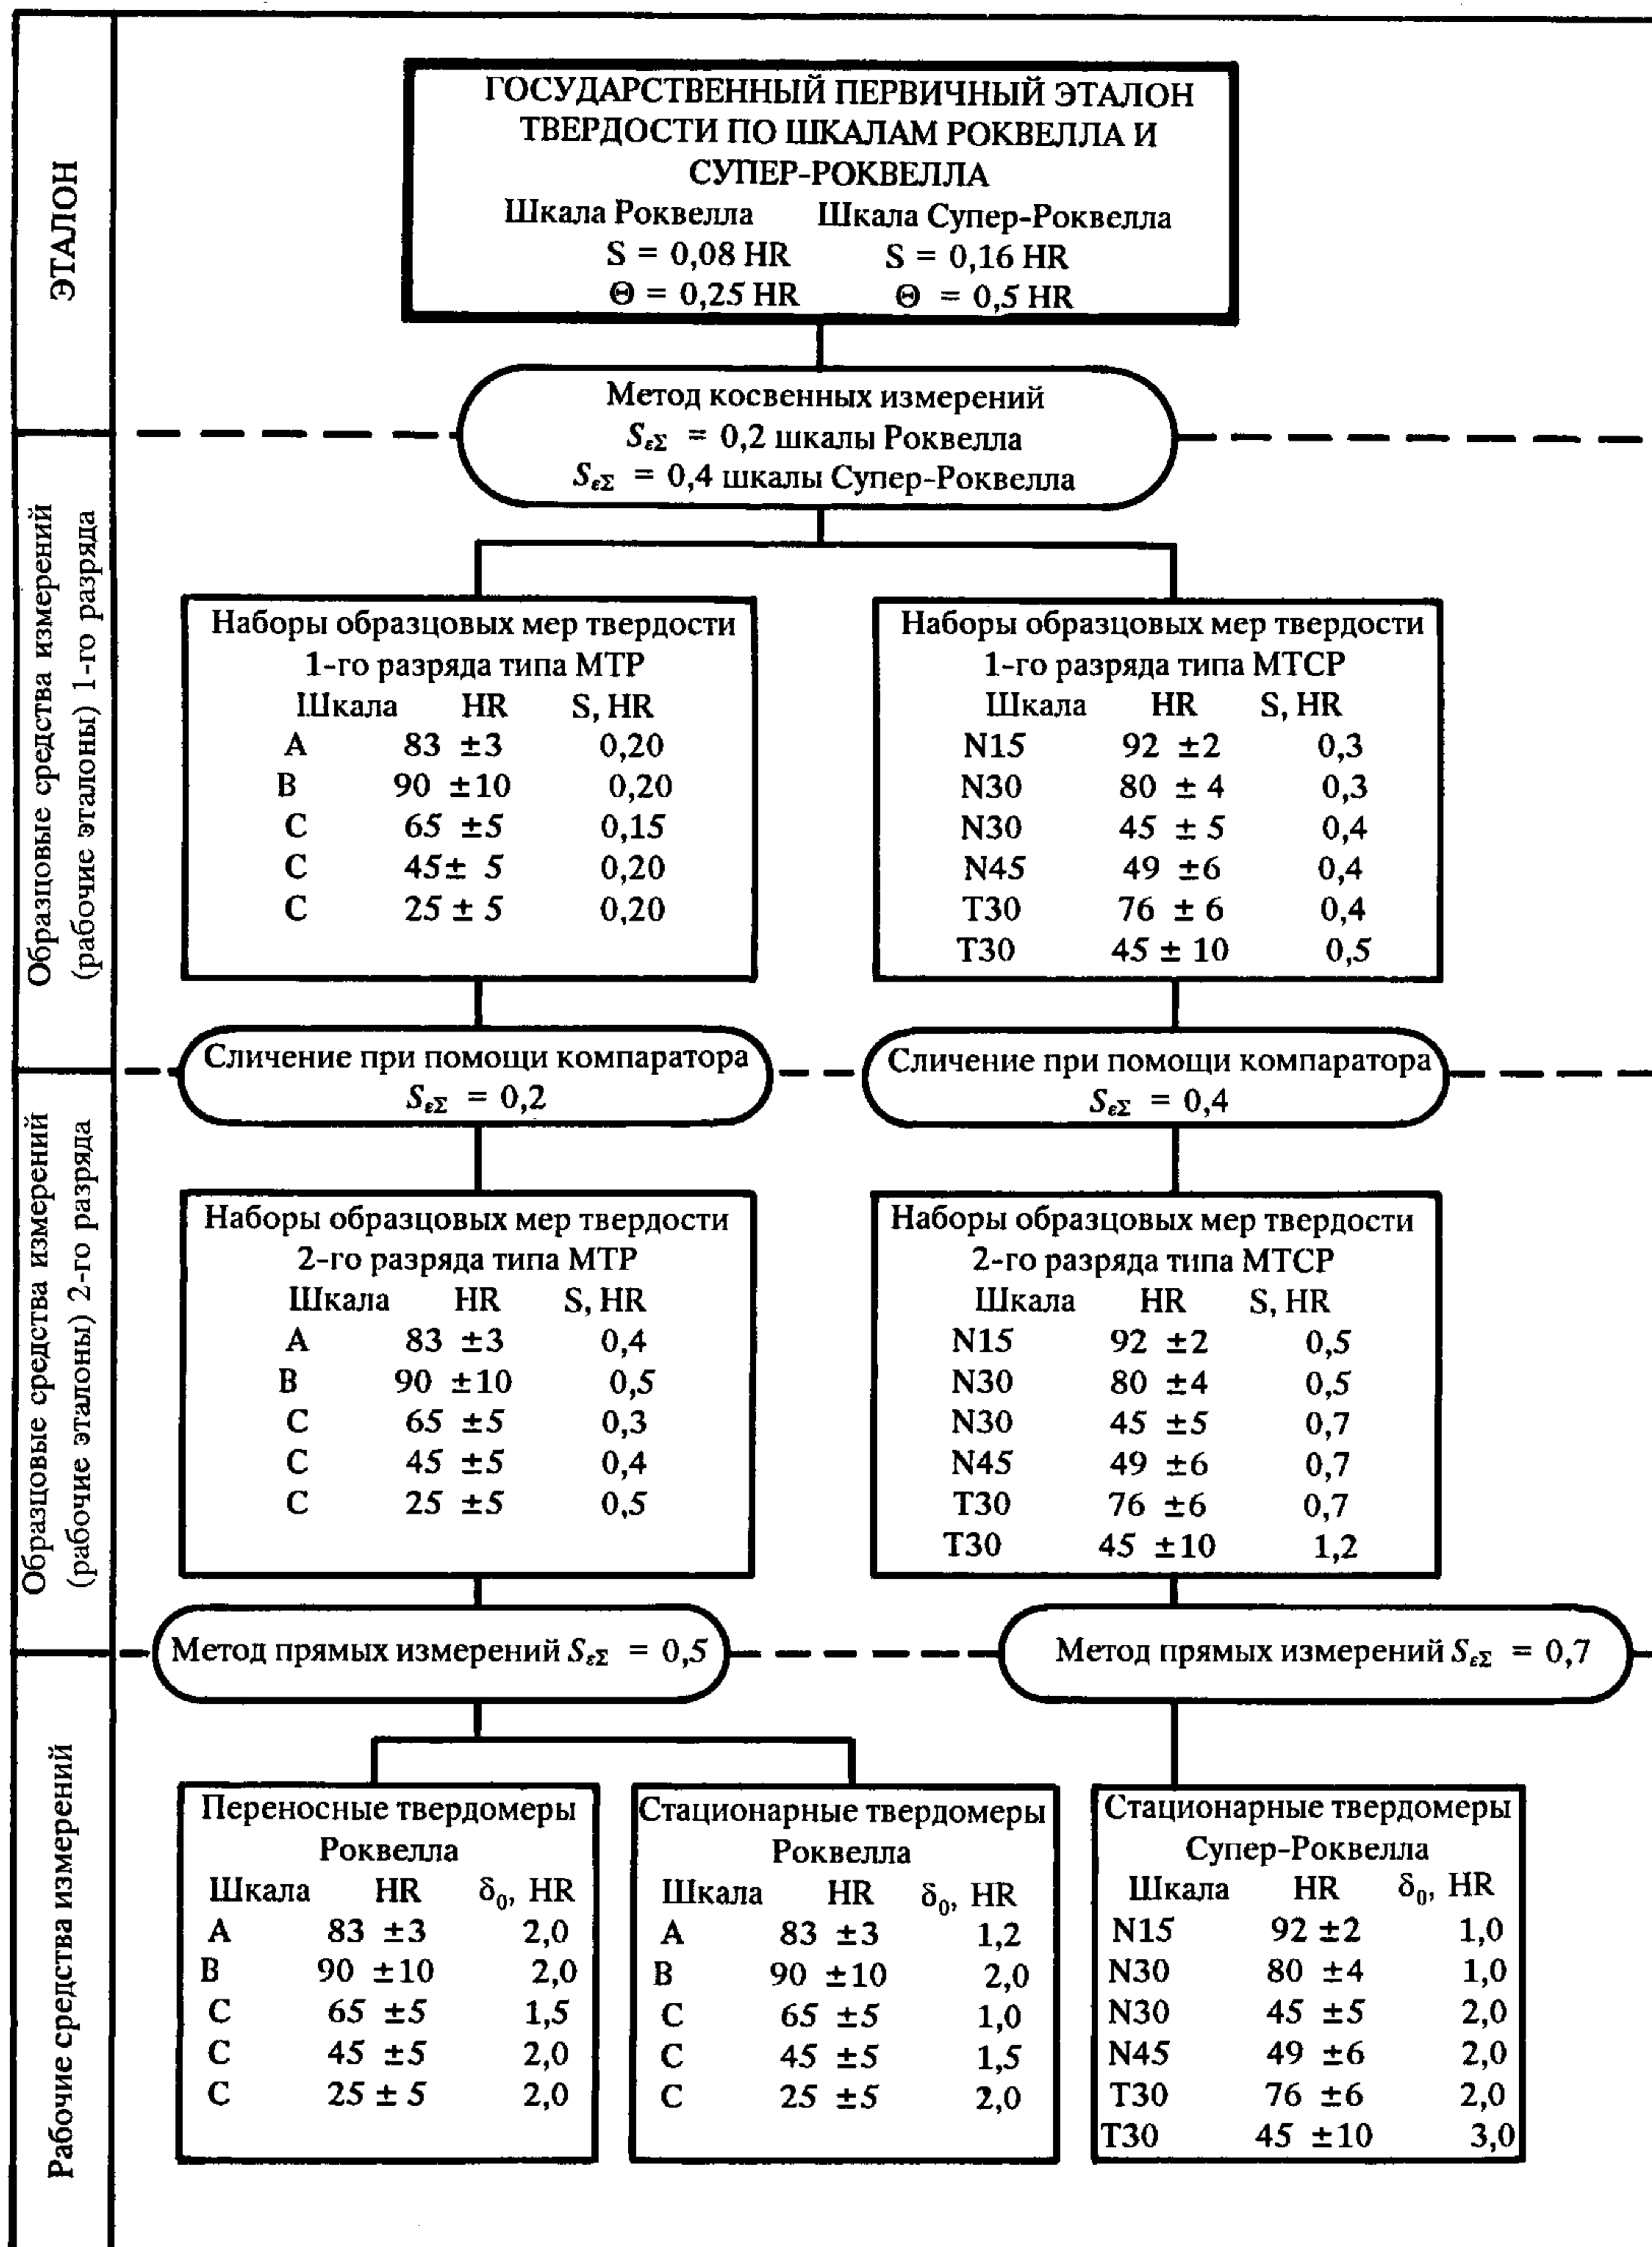 ЭТАЛОН
ГОСУДАРСТВЕННЫЙ ПЕРВИЧНЫЙ ЭТАЛОН
ТВЕРДОСТИ ПО ШКАЛАМ РОКВЕЛЛА И
СУПЕР-РОКВЕЛЛА
Шкала Роквелла Шкала Супер-Роквелла
S = 0,08 HR S = 0,16 HR
Θ = 0,25 HR Θ = 0,5 HR
Метод косвенных измерений
SεΣ = 0,2 шкалы Роквелла
SεΣ = 0,4 шкалы Супер-Роквелла
Образцовые средства измерений
(рабочие эталоны) 1-го разряда
Наборы образцовых мер твердости
1-го разряда типа МТР
Шкала HR S, HR
A 83 ±3 0,20
B 90 ±10 0,20
C 65 ±5 0,15
C 45± 5 0,20
C 25 ± 5 0,20
Наборы образцовых мер твердости
1-го разряда типа МТСР
Шкала HR S, HR
N15 92 ±2 0,3
N30 80 ± 4 0,3
N30 45 ± 5 0,4
N45 49 ±6 0,4
T30 76 ± 6 0,4
T30 45 ± 10 0,5
Сличение при помощи компаратора
SεΣ = 0,2
Сличение при помощи компаратора
SεΣ = 0,4
Образцовые средства измерений
(рабочие эталоны) 2-го разряда
Наборы образцовых мер твердости
2-го разряда типа МТР
Шкала HR S, HR
A 83 ±3 0,4
B 90 ±10 0,5
C 65 ±5 0,3
C 45 ±5 0,4
C 25 ±5 0,5
Наборы образцовых мер твердости
2-го разряда типа МТСР
Шкала HR S, HR
N15 92 ±2 0,5
N30 80 ±4 0,5
N30 45 ±5 0,7
N45 49 ±6 0,7
T30 76 ±6 0,7
T30 45 ±10 1,2
Метод прямых измерений SεΣ = 0,5
Метод прямых измерений SεΣ = 0,7
Рабочие средства измерений
Переносные твердомеры
Роквелла
Шкала HR δ0, HR
A 83 ±3 2,0
B 90 ±10 2,0
C 65 ±5 1,5
C 45 ±5 2,0
C 25 ± 5 2,0
Стационарные твердомеры
Роквелла
Шкала HR δ0, HR
A 83 ±3 1,2
B 90 ±10 2,0
C 65 ±5 1,0
C 45 ±5 1,5
C 25 ±5 2,0
Стационарные твердомеры
Супер-Роквелла
Шкала HR δ0, HR
N15 92 ±2 1,0
N30 80 ±4 1,0
N30 45 ±5 2,0
N45 49 ±6 2,0
T30 76 ±6 2,0
T30 45 ±10 3,0